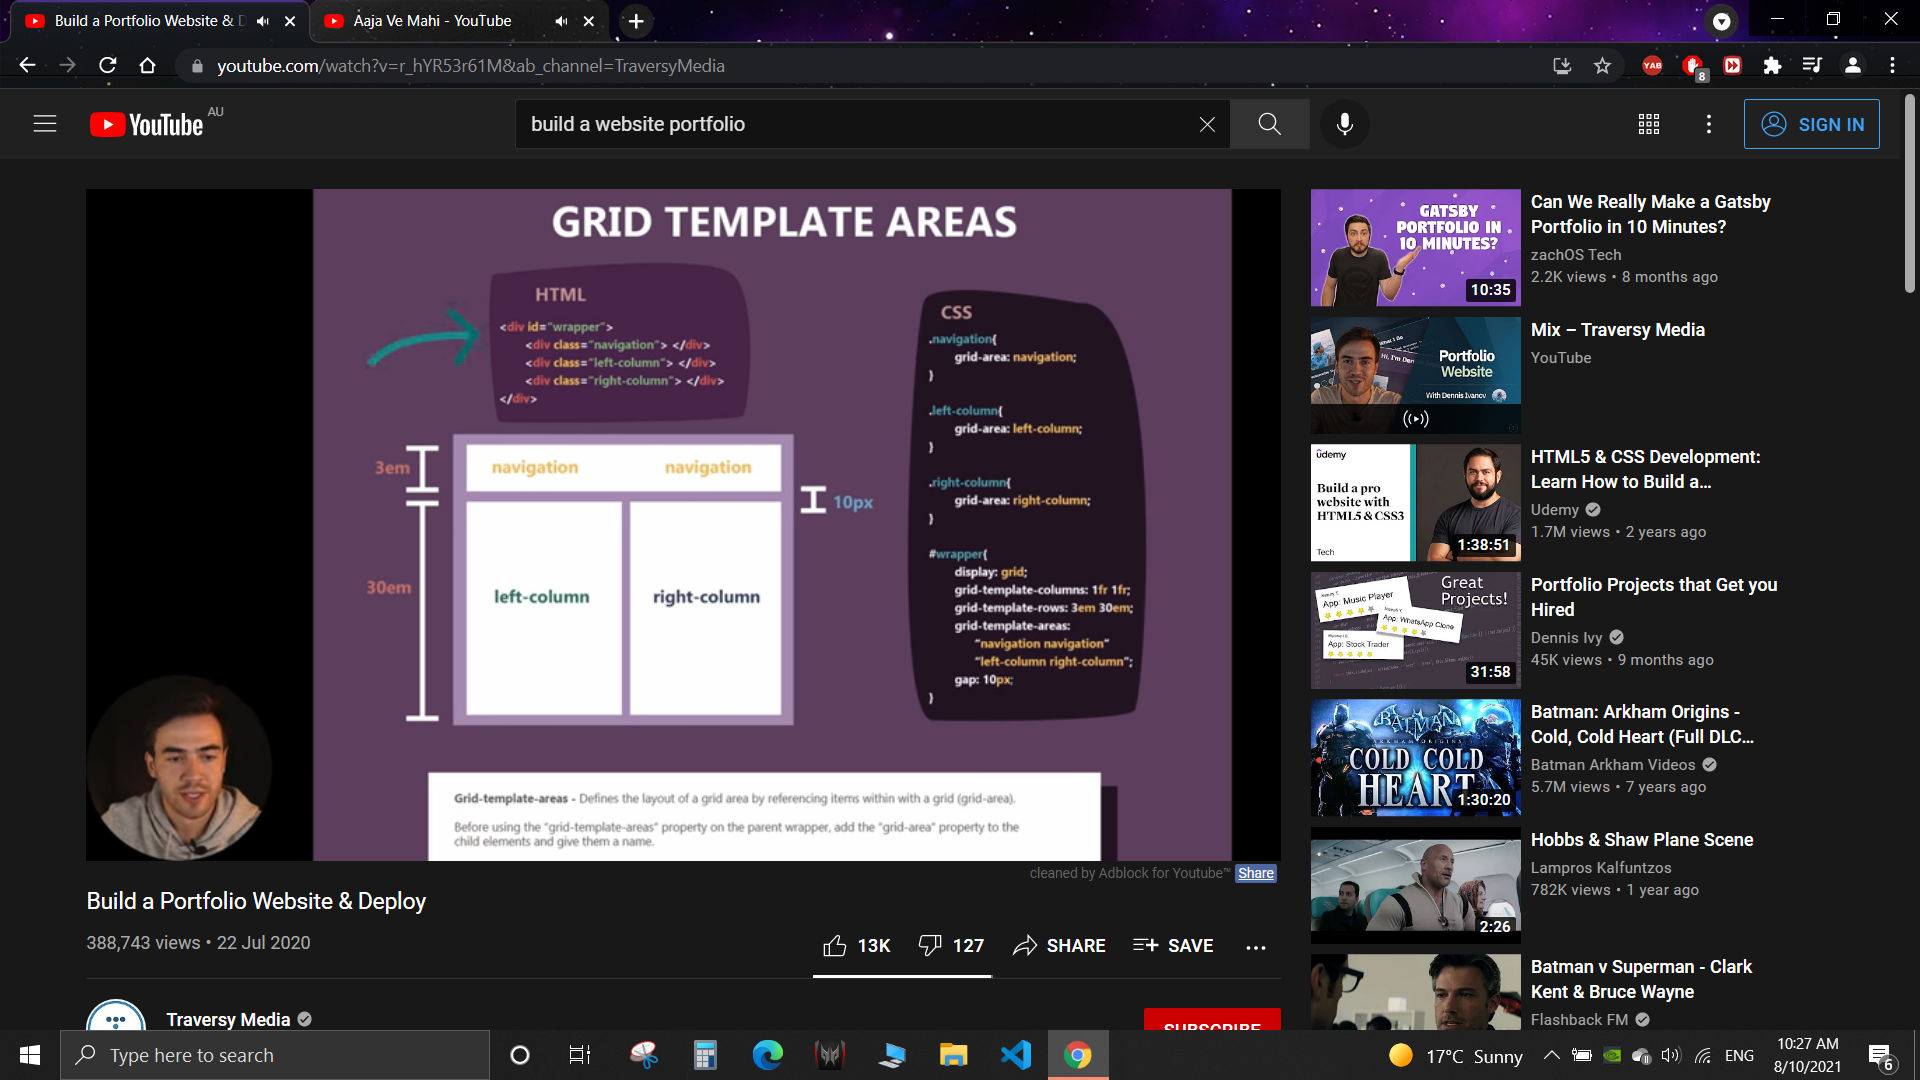 Build a Portfolio Website & D
Aaja Ve Mahi - YouTube
youtube.com/watch?v=r_hYR53r61M&ab_channel=TraversyMedia
YAB
8
YouTube AU
build a website portfolio
SIGN IN
GRID TEMPLATE AREAS
HTML
<div id="wrapper">
<div class="navigation"> </div>
<div class="left-column"> </div>
<div class="right-column"> </div>
</div>
3em
navigation navigation
10px
30em
left-column
right-column
CSS
.navigation{
grid-area: navigation;
}
.left-column{
grid-area: left-column;
}
.right-column{
grid-area: right-column;
}
#wrapper{
display: grid;
grid-template-columns: 1fr 1fr;
grid-template-rows: 3em 30em;
grid-template-areas:
"navigation navigation"
"left-column right-column";
gap: 10px;
}
Grid-template-areas - Defines the layout of a grid area by referencing items within with a grid (grid-area).
Before using the "grid-template-areas" property on the parent wrapper, add the "grid-area" property to the
child elements and give them a name.
cleaned by Adblock for Youtube™ Share
Build a Portfolio Website & Deploy
388,743 views • 22 Jul 2020
13K
127
SHARE
SAVE
Traversy Media
SUBSCRIBE
GATSBY
PORTFOLIO IN
10 MINUTES?
10:35
Can We Really Make a Gatsby
Portfolio in 10 Minutes?
zachOS Tech
2.2K views • 8 months ago
Portfolio
Website
With Dennis Ivanov
Mix – Traversy Media
YouTube
ûdemy
Build a pro
website with
HTML5 & CSS3
Tech
1:38:51
HTML5 & CSS Development:
Learn How to Build a...
Udemy
1.7M views • 2 years ago
Great
Projects!
App: Music Player
App: WhatsApp Clone
App: Stock Trader
31:58
Portfolio Projects that Get you
Hired
Dennis Ivy
45K views • 9 months ago
BATMAN
ARKHAM ORIGINS
COLD COLD
HEART
1:30:20
Batman: Arkham Origins -
Cold, Cold Heart (Full DLC...
Batman Arkham Videos
5.7M views • 7 years ago
2:26
Hobbs & Shaw Plane Scene
Lampros Kalfuntzos
782K views • 1 year ago
Batman v Superman - Clark
Kent & Bruce Wayne
Flashback FM
Type here to search
17°C Sunny
ENG
10:27 AM
8/10/2021
6